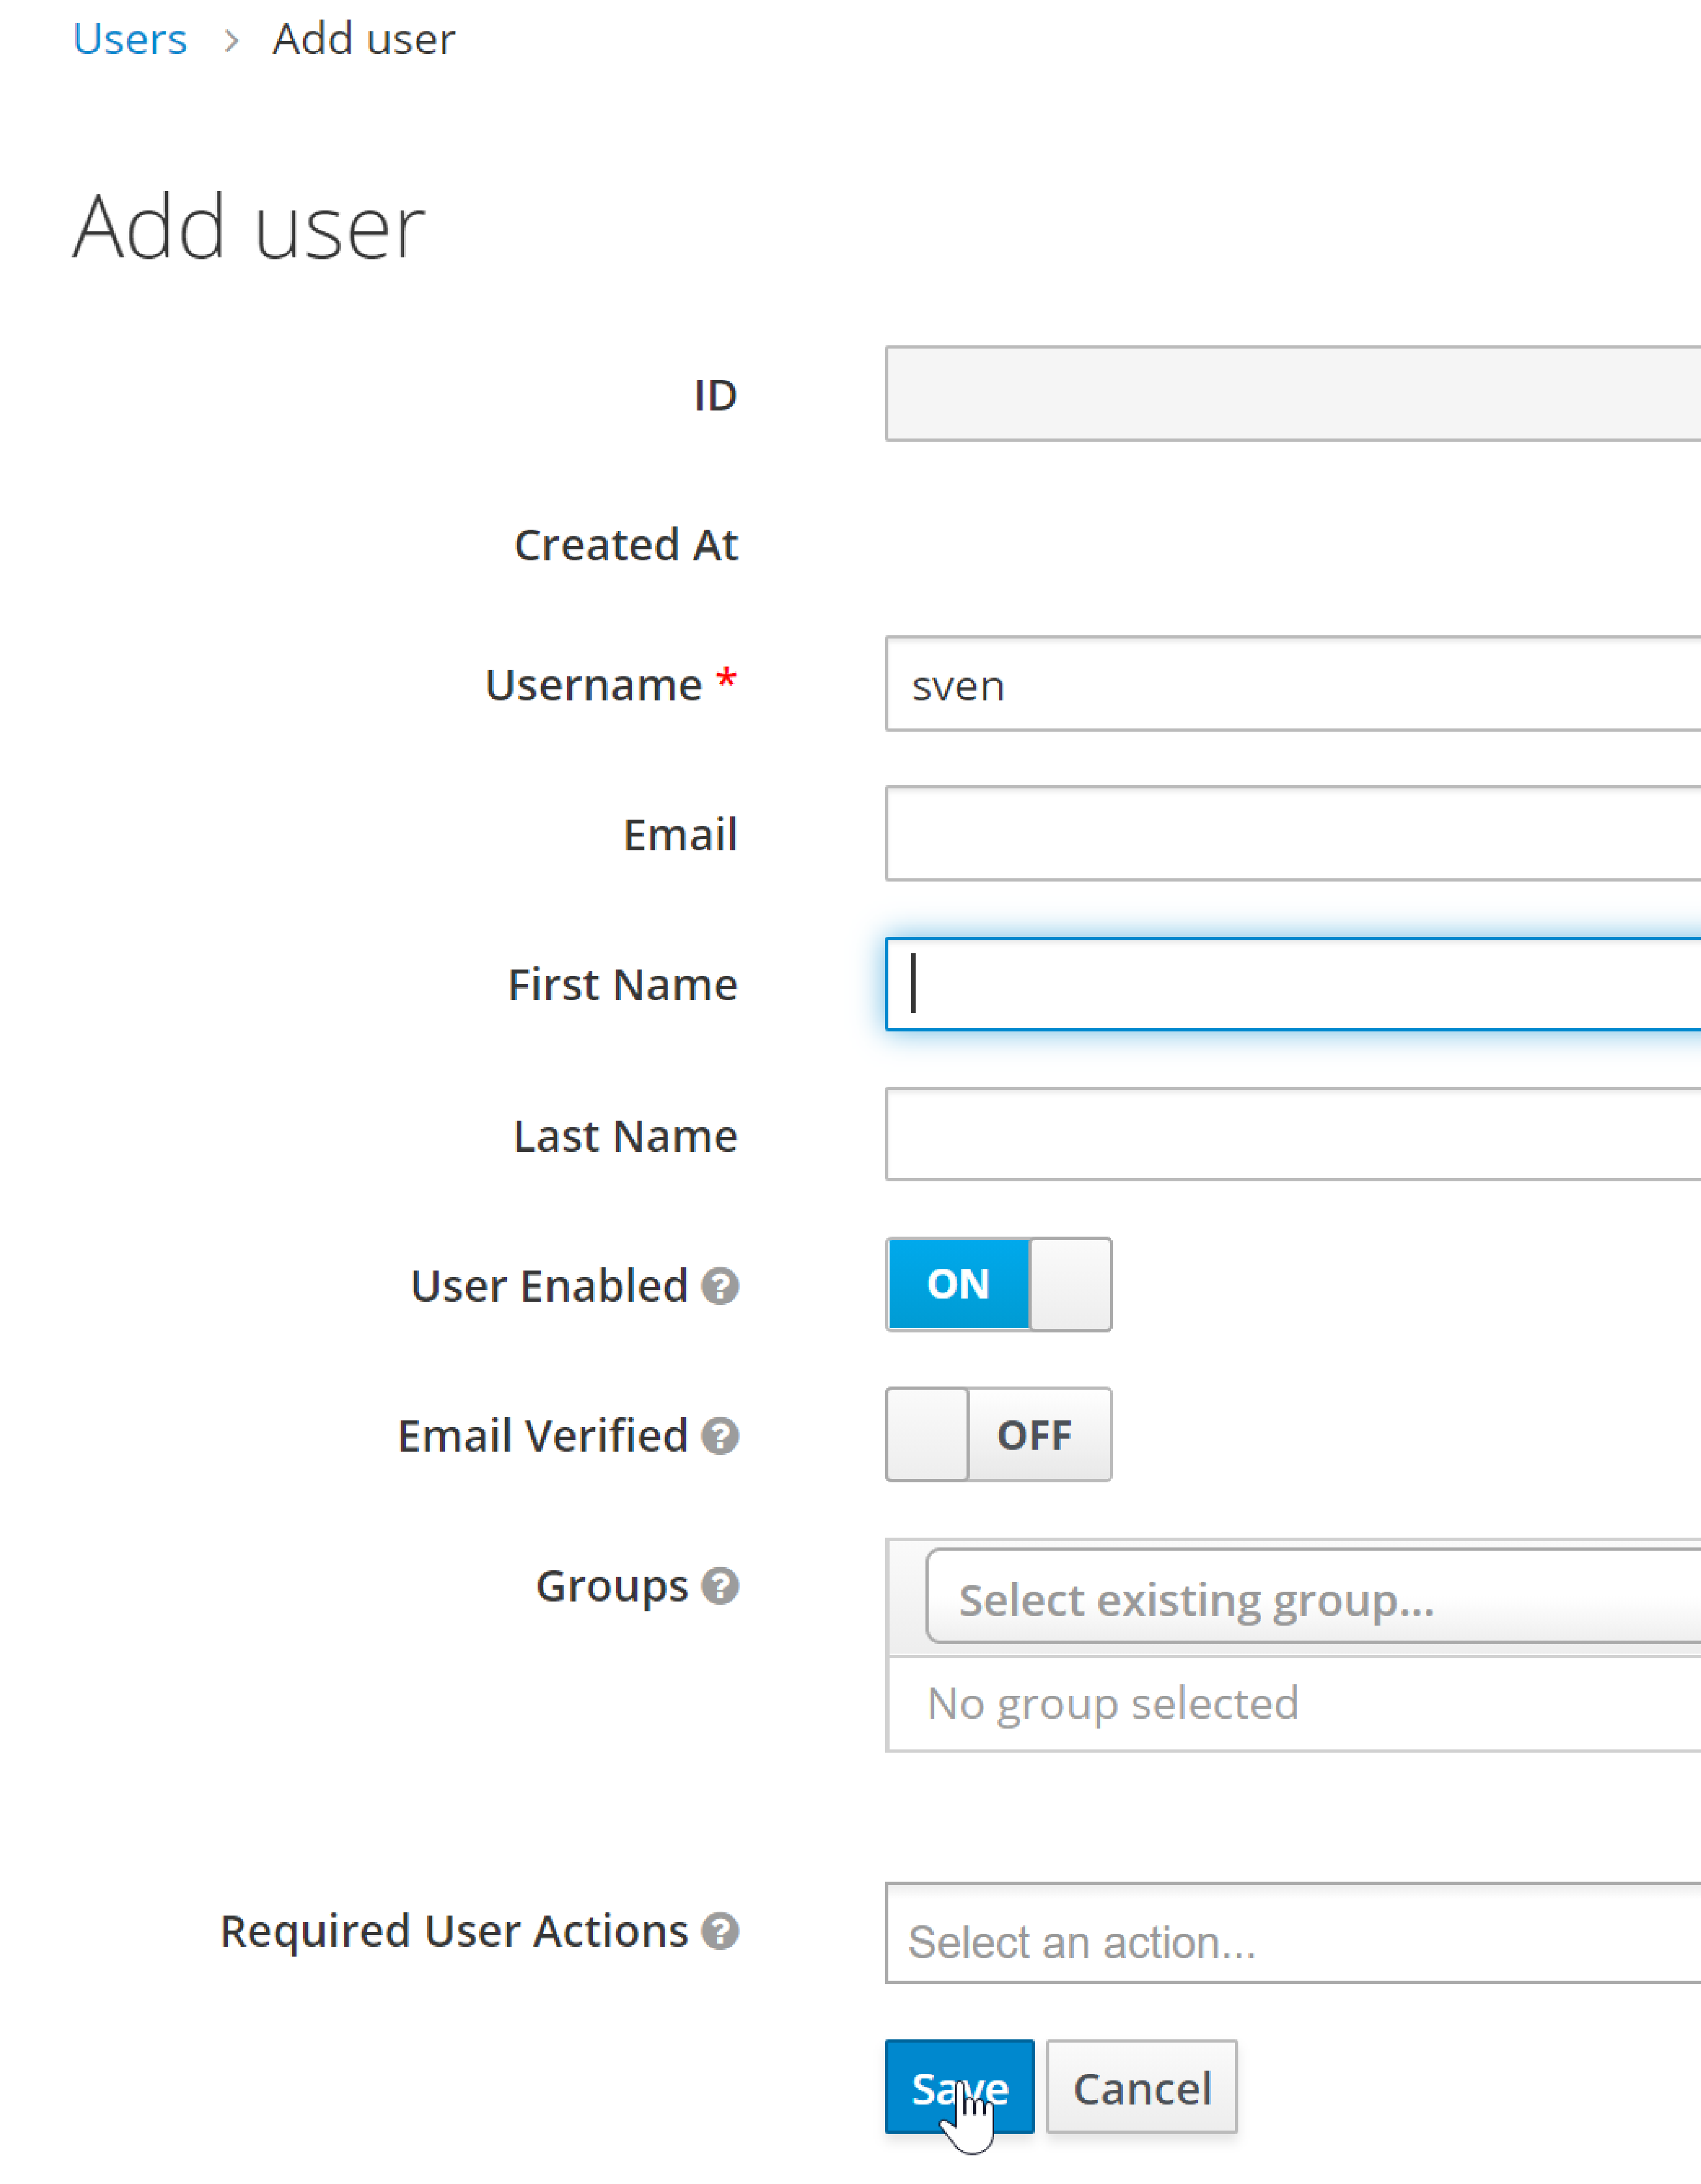 Users > Add user
Add user
ID
Created At
Username * sven
Email
First Name
Last Name
User Enabled ? ON
Email Verified ? OFF
Groups ? Select existing group...
No group selected
Required User Actions ? Select an action...
Save Cancel